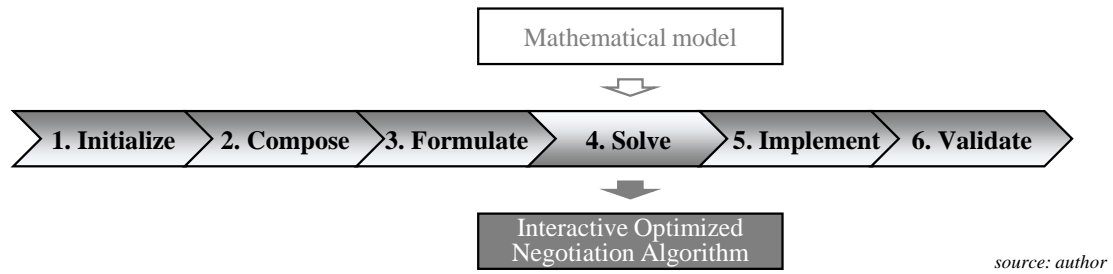 Mathematical model
1. Initialize 2. Compose 3. Formulate 4. Solve 5. Implement 6. Validate
Interactive Optimized
Negotiation Algorithm
source: author